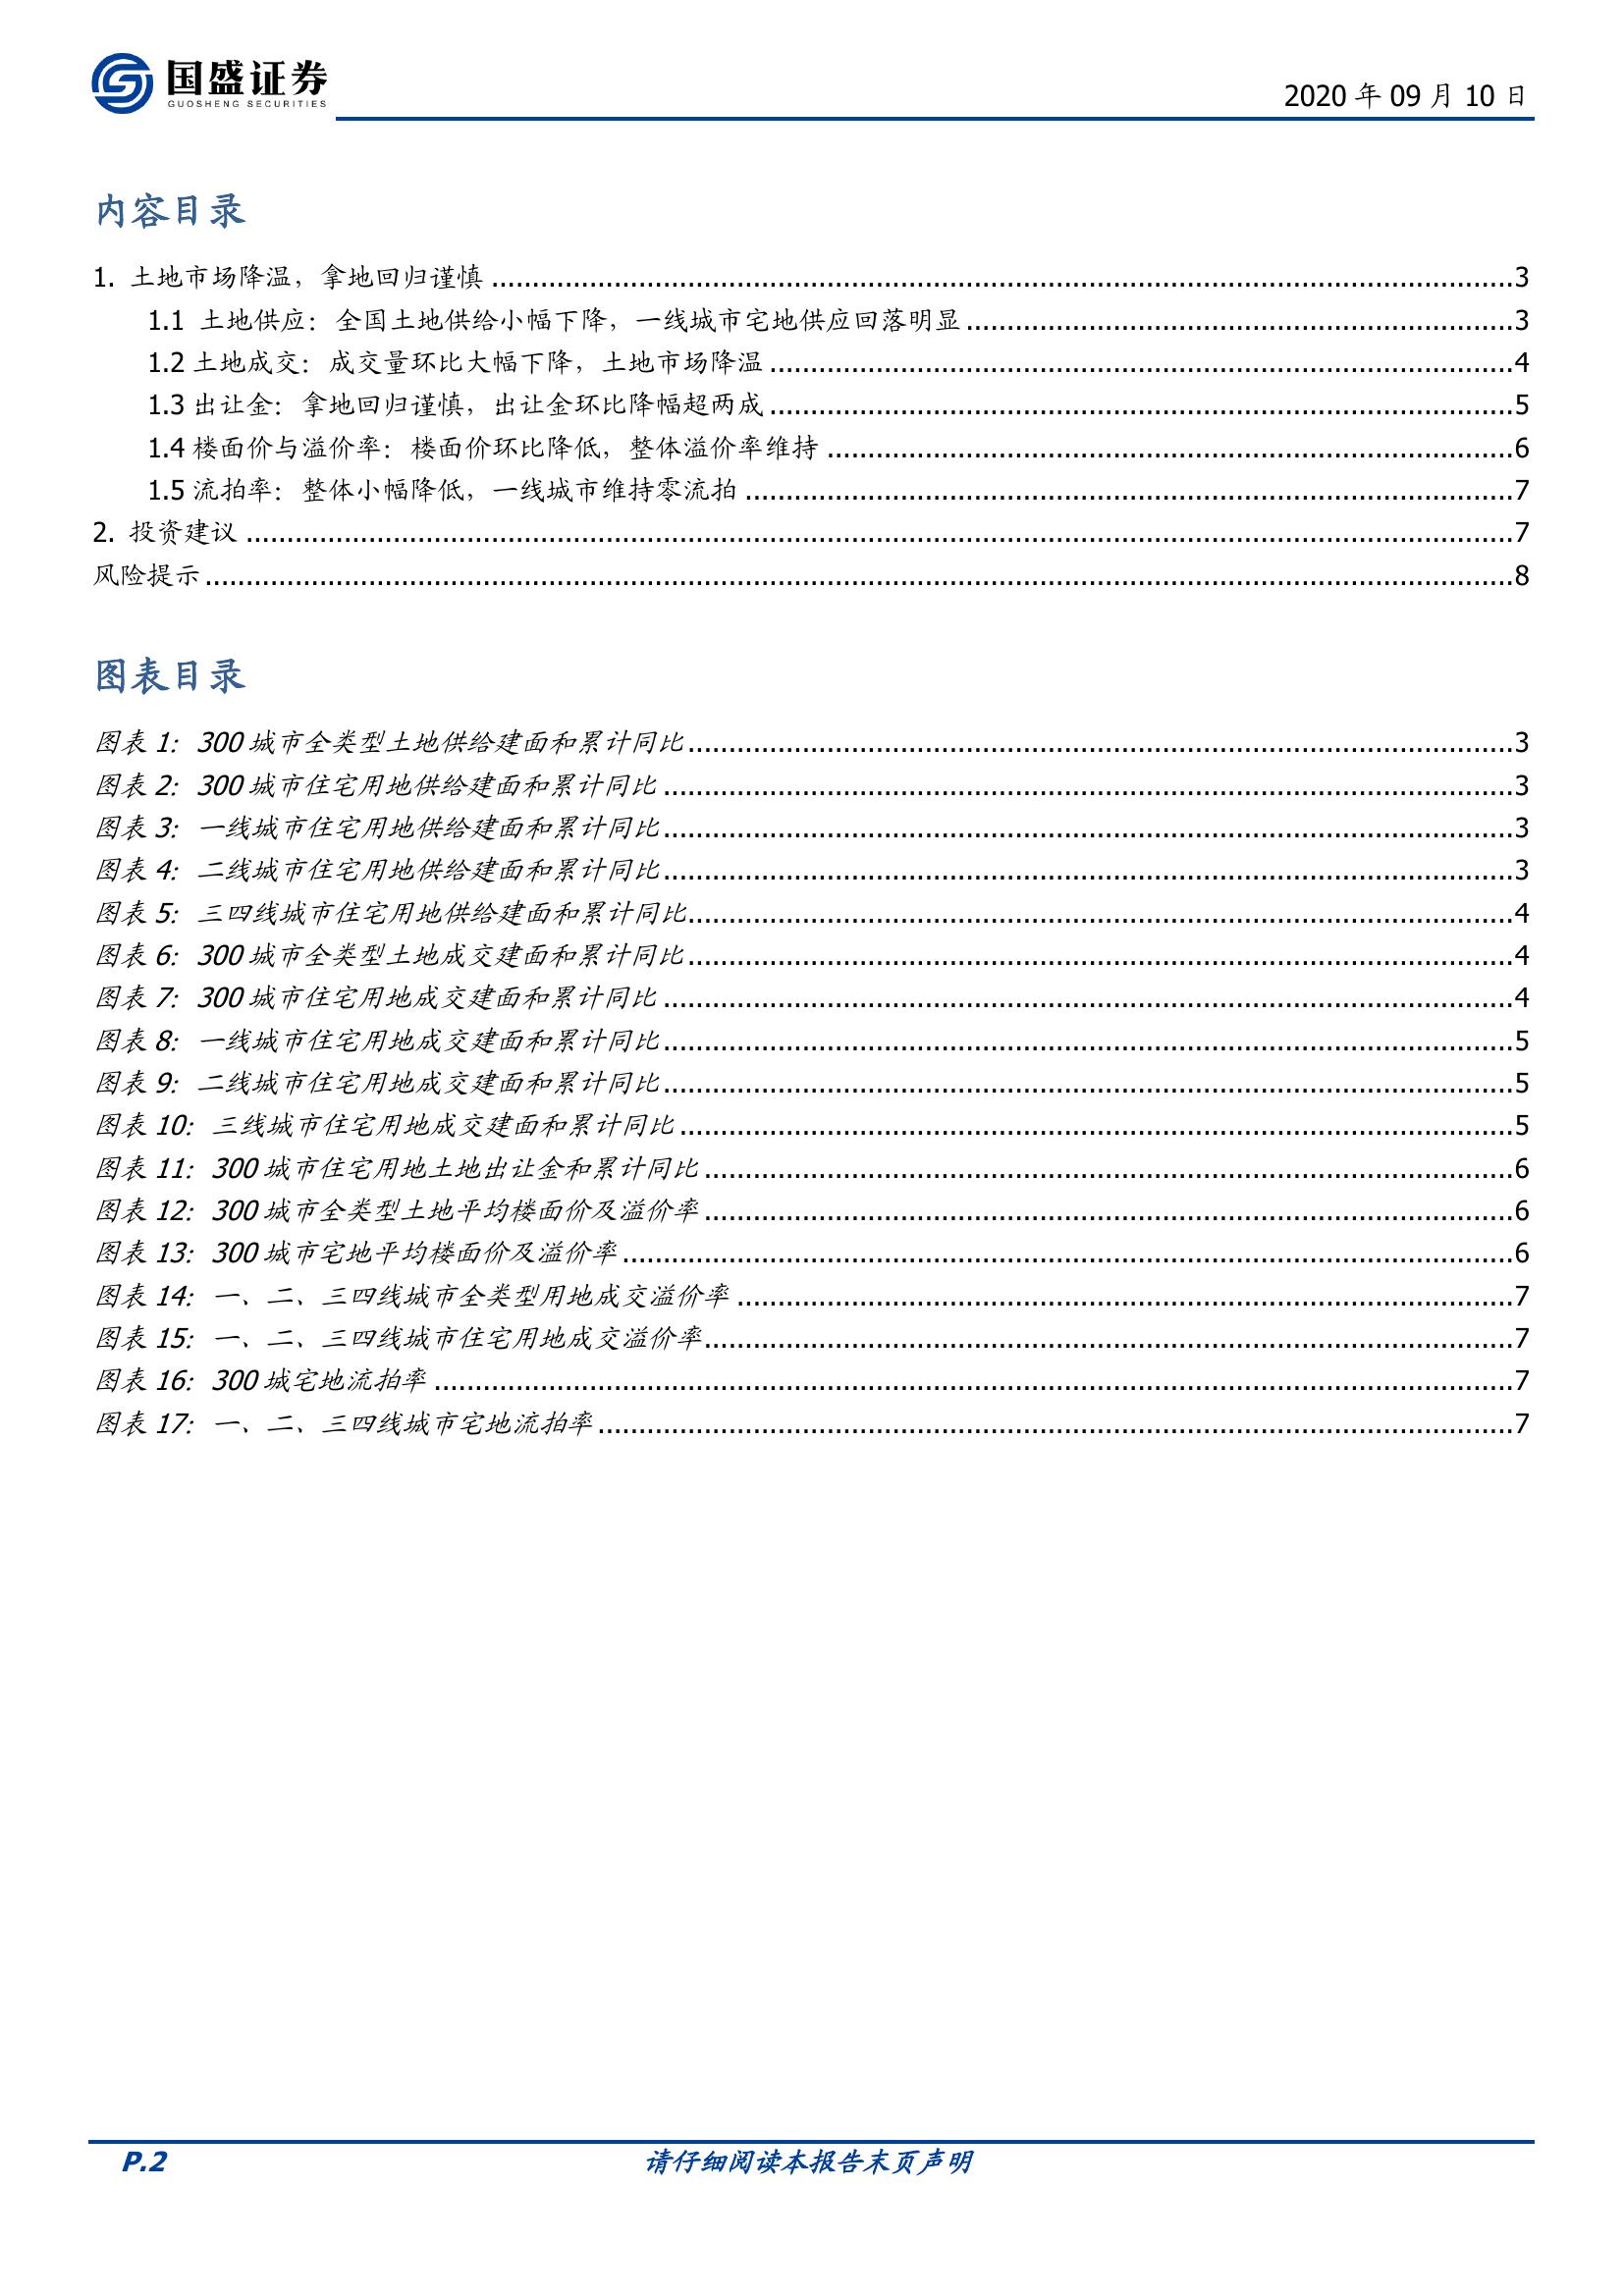 国盛证券
GUOSHENG SECURITIES
2020 年 09 月 10 日
内容目录
1. 土地市场降温，拿地回归谨慎 ........ 3
1.1 土地供应：全国土地供给小幅下降，一线城市宅地供应回落明显 ........ 3
1.2 土地成交：成交量环比大幅下降，土地市场降温 ........ 4
1.3 出让金：拿地回归谨慎，出让金环比降幅超两成 ........ 5
1.4 楼面价与溢价率：楼面价环比降低，整体溢价率维持 ........ 6
1.5 流拍率：整体小幅降低，一线城市维持零流拍 ........ 7
2. 投资建议 ........ 7
风险提示 ........ 8
图表目录
图表 1：300 城市全类型土地供给建面和累计同比 ........ 3
图表 2：300 城市住宅用地供给建面和累计同比 ........ 3
图表 3：一线城市住宅用地供给建面和累计同比 ........ 3
图表 4：二线城市住宅用地供给建面和累计同比 ........ 3
图表 5：三四线城市住宅用地供给建面和累计同比 ........ 4
图表 6：300 城市全类型土地成交建面和累计同比 ........ 4
图表 7：300 城市住宅用地成交建面和累计同比 ........ 4
图表 8：一线城市住宅用地成交建面和累计同比 ........ 5
图表 9：二线城市住宅用地成交建面和累计同比 ........ 5
图表 10：三线城市住宅用地成交建面和累计同比 ........ 5
图表 11：300 城市住宅用地土地出让金和累计同比 ........ 6
图表 12：300 城市全类型土地平均楼面价及溢价率 ........ 6
图表 13：300 城市宅地平均楼面价及溢价率 ........ 6
图表 14：一、二、三四线城市全类型用地成交溢价率 ........ 7
图表 15：一、二、三四线城市住宅用地成交溢价率 ........ 7
图表 16：300 城宅地流拍率 ........ 7
图表 17：一、二、三四线城市宅地流拍率 ........ 7
P.2 请仔细阅读本报告末页声明